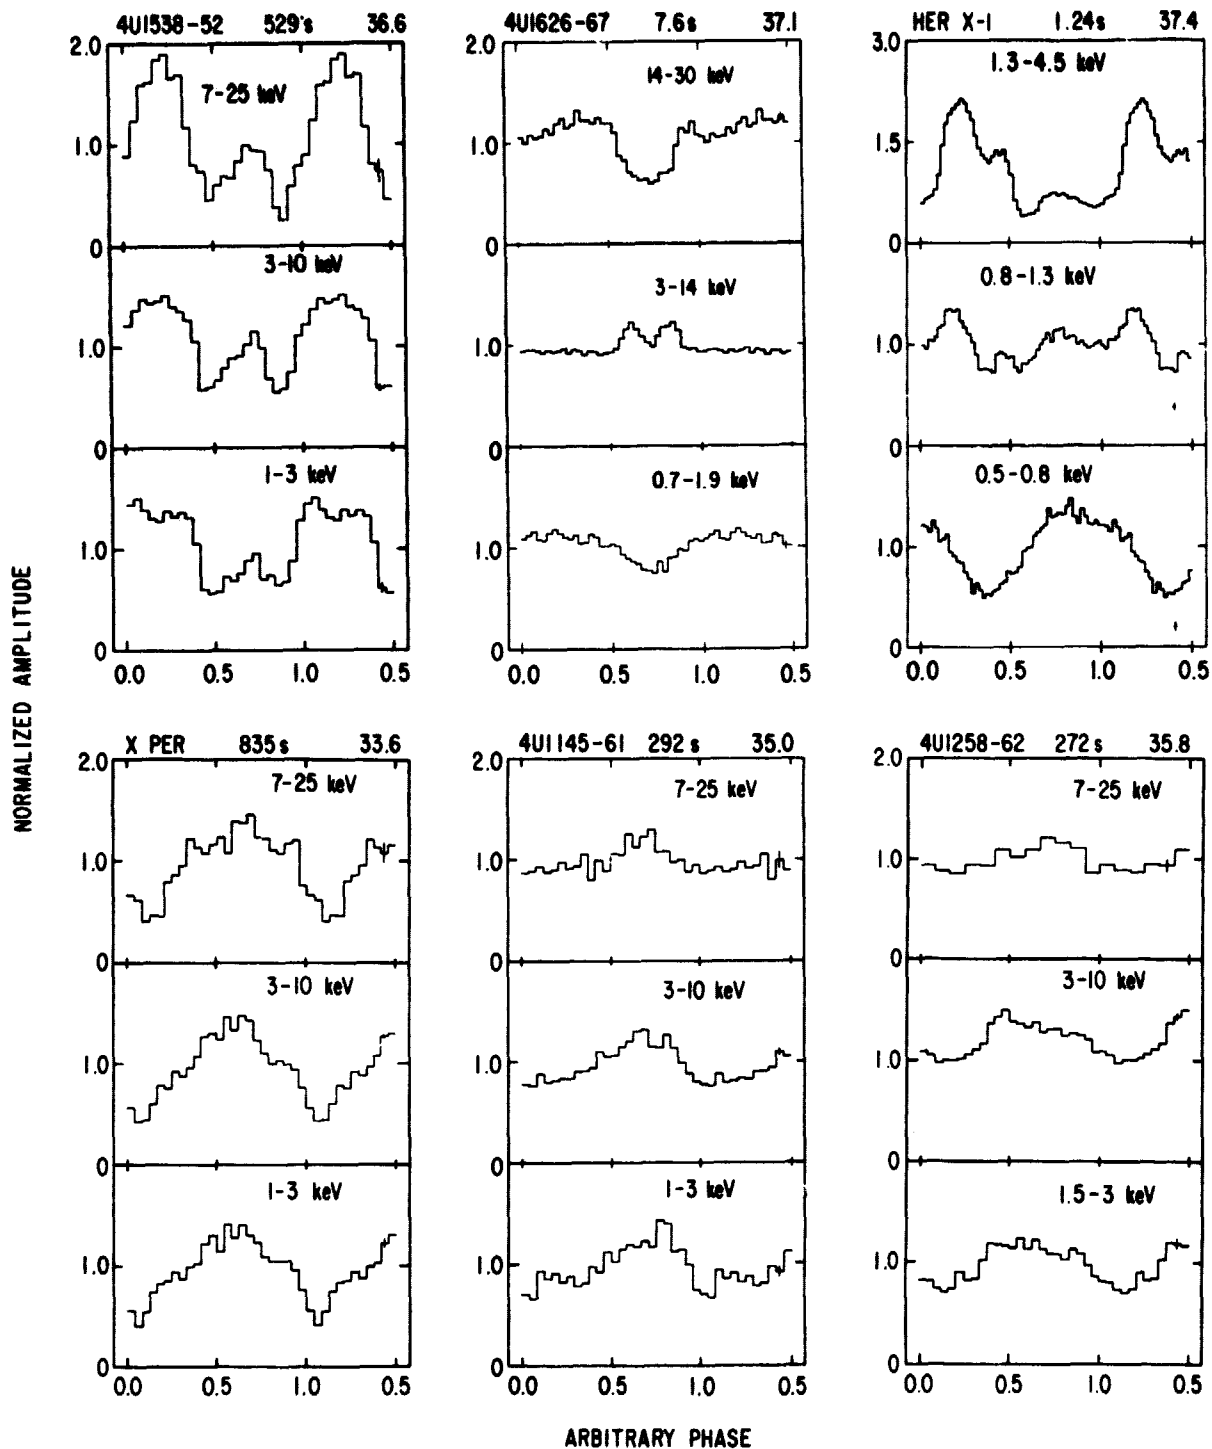 4U1538-52 529s 36.6
2.0
7-25 keV
1.0
0
3-10 keV
1.0
0
1-3 keV
1.0
0
0.0 0.5 1.0 0.5
4U1626-67 7.6s 37.1
2.0
14-30 keV
1.0
0
3-14 keV
1.0
0
0.7-1.9 keV
1.0
0
0.0 0.5 1.0 0.5
HER X-1 1.24s 37.4
3.0
1.3-4.5 keV
1.5
0
0.8-1.3 keV
1.0
0
0.5-0.8 keV
1.0
0
0.0 0.5 1.0 0.5
NORMALIZED AMPLITUDE
X PER 835s 33.6
2.0
7-25 keV
1.0
0
3-10 keV
1.0
0
1-3 keV
1.0
0
0.0 0.5 1.0 0.5
4U1145-61 292s 35.0
2.0
7-25 keV
1.0
0
3-10 keV
1.0
0
1-3 keV
1.0
0
0.0 0.5 1.0 0.5
4U1258-62 272s 35.8
2.0
7-25 keV
1.0
0
3-10 keV
1.0
0
1.5-3 keV
1.0
0
0.0 0.5 1.0 0.5
ARBITRARY PHASE